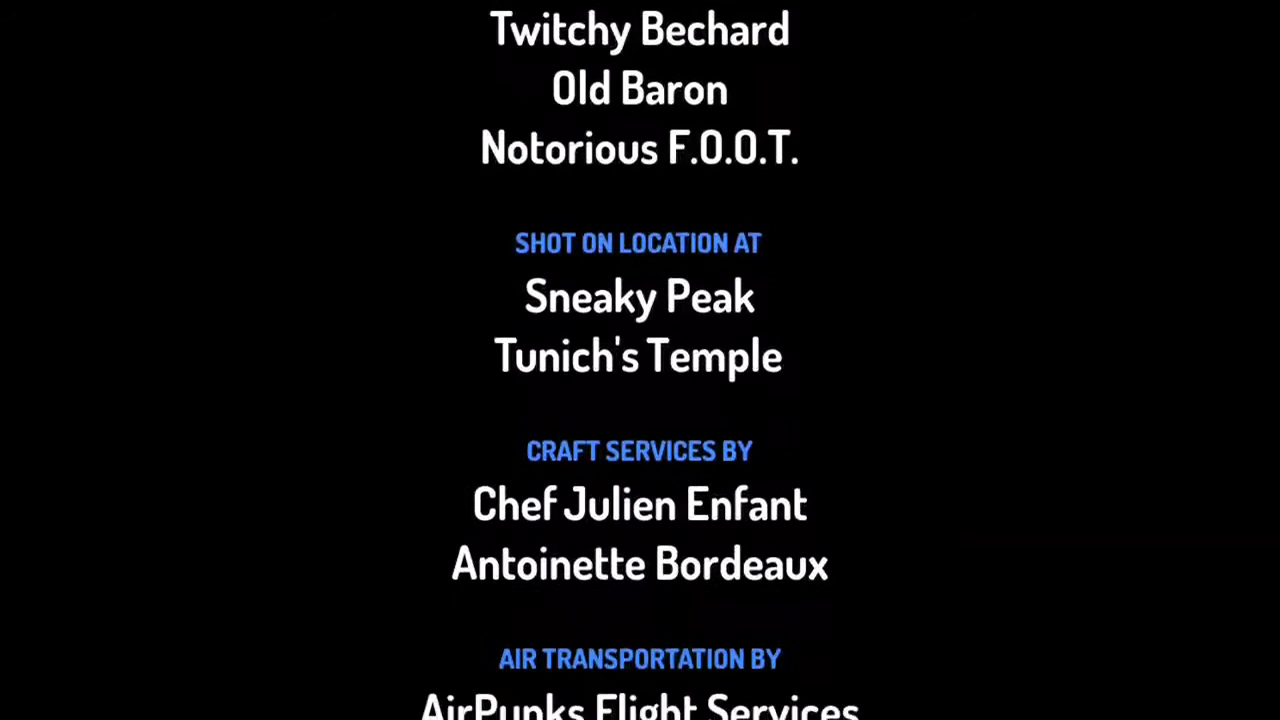 Twitchy Bechard
Old Baron
Notorious F.O.O.T.
SHOT ON LOCATION AT
Sneaky Peak
Tunich's Temple
CRAFT SERVICES BY
Chef Julien Enfant
Antoinette Bordeaux
AIR TRANSPORTATION BY
AirPunks Flight Services